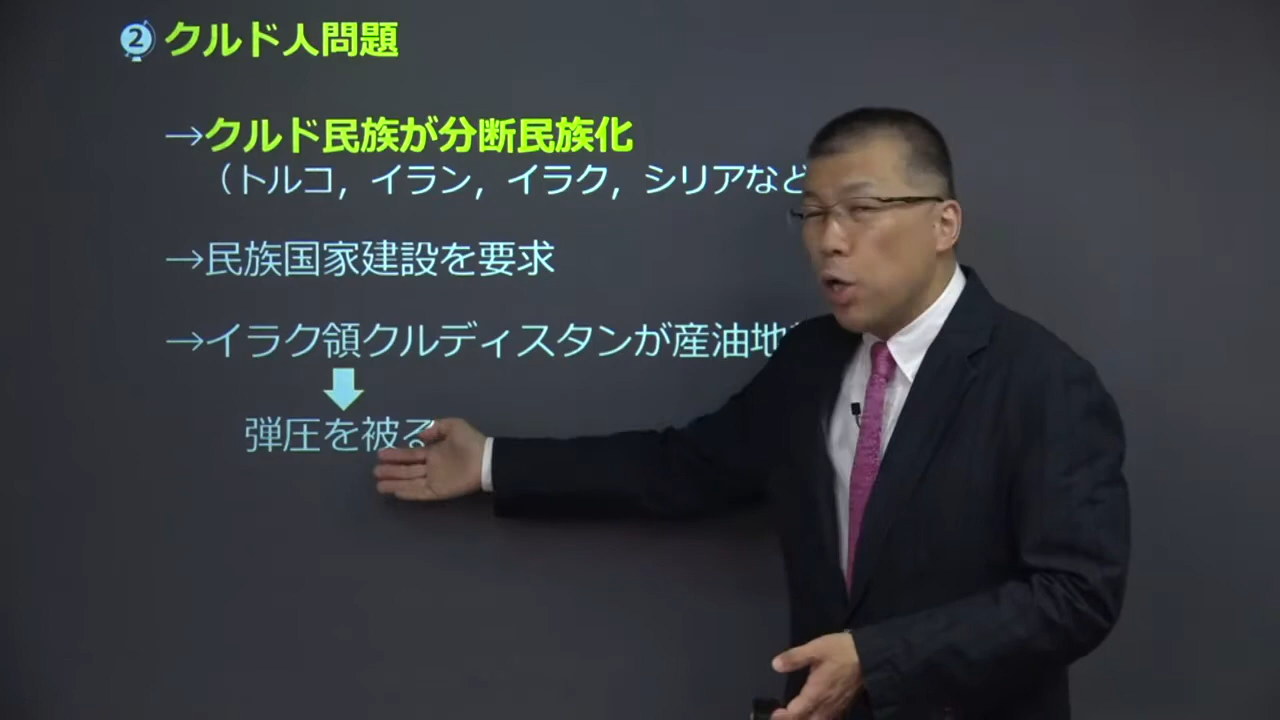 ❷ クルド人問題
→クルド民族が分断民族化
（トルコ，イラン，イラク，シリアなど
→民族国家建設を要求
→イラク領クルディスタンが産油地
弾圧を被る